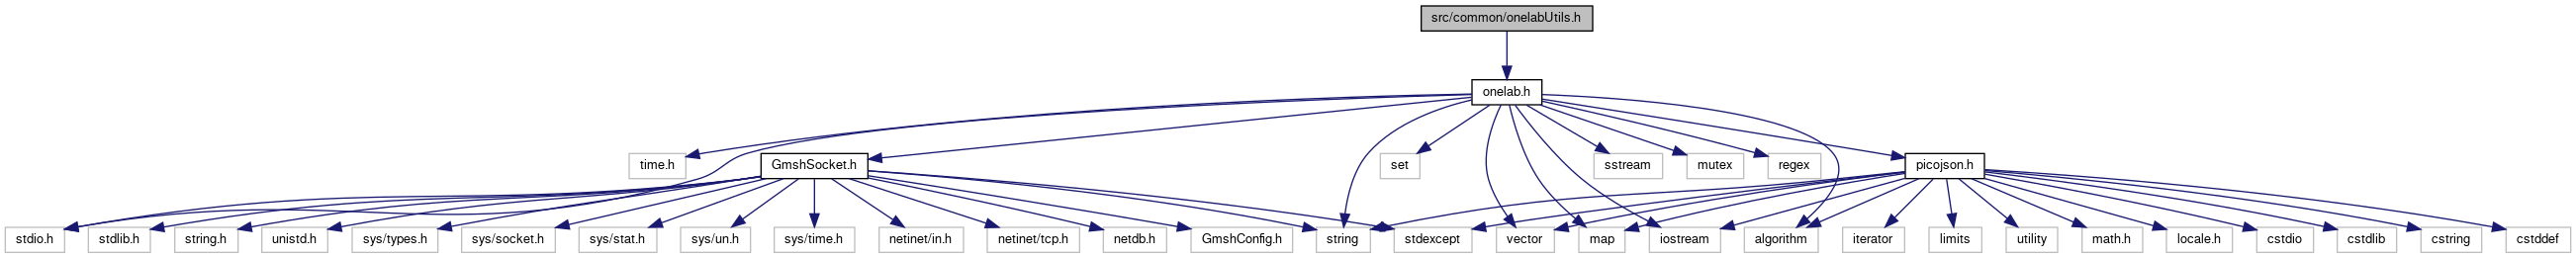 src/common/onelabUtils.h
onelab.h
time.h
GmshSocket.h
set
sstream
mutex
regex
picojson.h
stdio.h
stdlib.h
string.h
unistd.h
sys/types.h
sys/socket.h
sys/stat.h
sys/un.h
sys/time.h
netinet/in.h
netinet/tcp.h
netdb.h
GmshConfig.h
string
stdexcept
vector
map
iostream
algorithm
iterator
limits
utility
math.h
locale.h
cstdio
cstdlib
cstring
cstddef